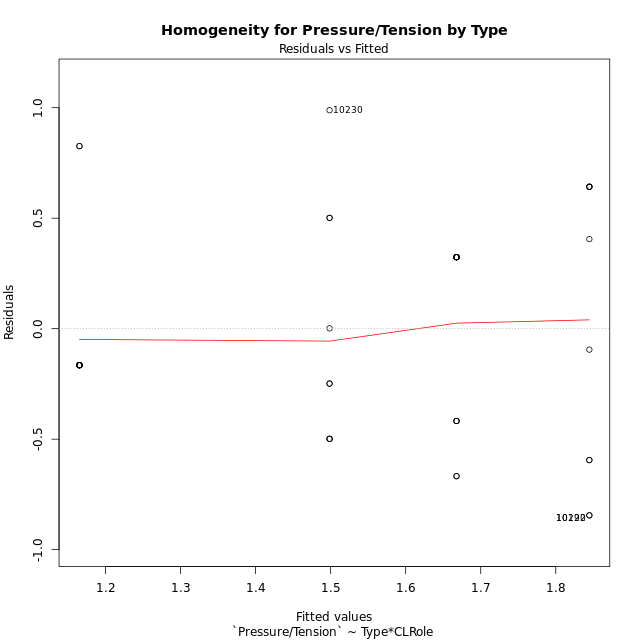 Homogeneity for Pressure/Tension by Type
Residuals vs Fitted
1.0
0.5
0.0
-0.5
-1.0
Residuals
10230
1.2
1.3
1.4
1.5
1.6
1.7
1.8
Fitted values
`Pressure/Tension` ~ Type*CLRole